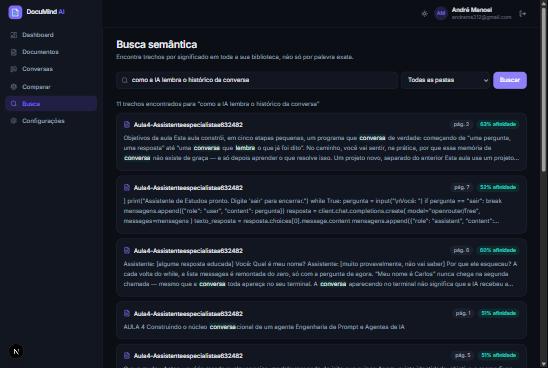 DocuMind AI
AM
André Manoel
andrema312@gmail.com
Dashboard
Documentos
Conversas
Comparar
Busca
Configurações
Busca semântica
Encontre trechos por significado em toda a sua biblioteca, não só por palavra exata.
como a IA lembra o histórico da conversa
Todas as pastas
Buscar
11 trechos encontrados para "como a IA lembra o histórico da conversa"
Aula4-Assistentesespecialistas632482
pág. 2
63% afinidade
Objetivos da aula Esta aula constrói, em cinco etapas pequenas, um programa que conversa de verdade: começando de "uma pergunta,
uma resposta" até "uma conversa que lembra o que já foi dito". No caminho, você vai sentir, na prática, por que essa memória de
conversa não existe de graça — e só depois aprender o que resolve isso. Um projeto novo, separado do anterior Esta aula usa um projeto...
Aula4-Assistentesespecialistas632482
pág. 7
52% afinidade
] print("Assistente de Estudos pronto. Digite 'sair' para encerrar.") while True: pergunta = input("\nVocê: ") if pergunta == "sair": break
mensagens.append({"role": "user", "content": pergunta}) resposta = client.chat.completions.create( model="openrouter/free",
messages=mensagens ) texto_resposta = resposta.choices[0].message.content mensagens.append({"role": "assistant", "content":...
Aula4-Assistentesespecialistas632482
pág. 6
60% afinidade
Assistente: [alguma resposta educada] Você: Qual é meu nome? Assistente: [muito provavelmente, não vai saber] Por que ele esqueceu? A
cada volta do while, a lista messages é remontada do zero, só com a pergunta de agora. "Meu nome é Carlos" nunca chega na segunda
chamada — mesmo que a conversa toda apareça no seu terminal. A conversa aparecendo no terminal não significa que a IA recebeu a...
Aula4-Assistentesespecialistas632482
pág. 1
51% afinidade
AULA 4 Construindo o núcleo conversacional de um agente Engenharia de Prompt e Agentes de IA
Aula4-Assistentesespecialistas632482
pág. 5
51% afinidade
N